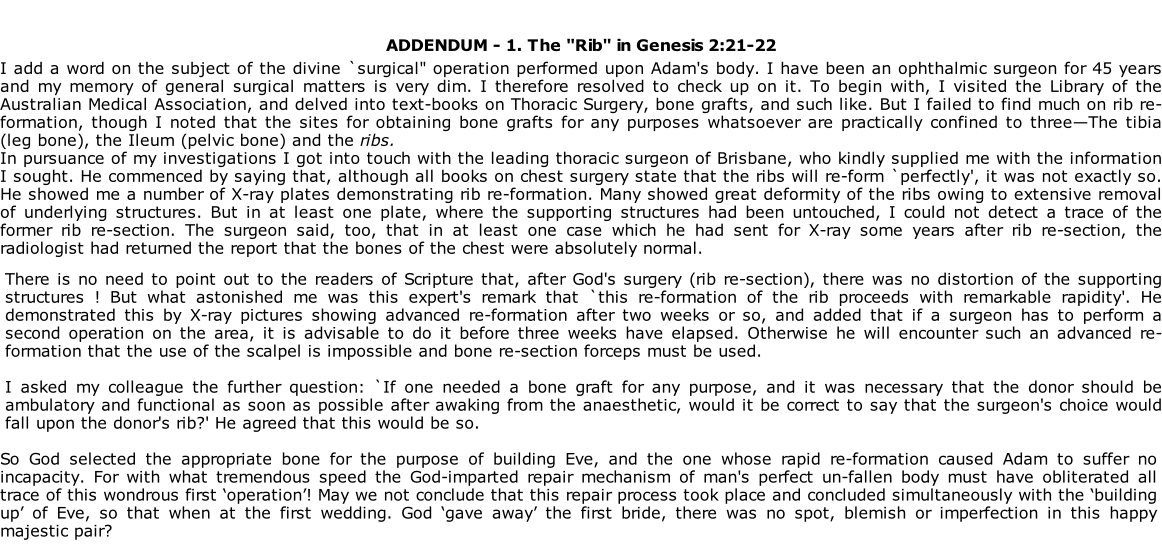 ADDENDUM - 1. The "Rib" in Genesis 2:21-22
I add a word on the subject of the divine `surgical" operation performed upon Adam's body. I have been an ophthalmic surgeon for 45 years
and my memory of general surgical matters is very dim. I therefore resolved to check up on it. To begin with, I visited the Library of the
Australian Medical Association, and delved into text-books on Thoracic Surgery, bone grafts, and such like. But I failed to find much on rib re-
formation, though I noted that the sites for obtaining bone grafts for any purposes whatsoever are practically confined to three—The tibia
(leg bone), the Ileum (pelvic bone) and the ribs.
In pursuance of my investigations I got into touch with the leading thoracic surgeon of Brisbane, who kindly supplied me with the information
I sought. He commenced by saying that, although all books on chest surgery state that the ribs will re-form `perfectly', it was not exactly so.
He showed me a number of X-ray plates demonstrating rib re-formation. Many showed great deformity of the ribs owing to extensive removal
of underlying structures. But in at least one plate, where the supporting structures had been untouched, I could not detect a trace of the
former rib re-section. The surgeon said, too, that in at least one case which he had sent for X-ray some years after rib re-section, the
radiologist had returned the report that the bones of the chest were absolutely normal.
There is no need to point out to the readers of Scripture that, after God's surgery (rib re-section), there was no distortion of the supporting
structures ! But what astonished me was this expert's remark that `this re-formation of the rib proceeds with remarkable rapidity'. He
demonstrated this by X-ray pictures showing advanced re-formation after two weeks or so, and added that if a surgeon has to perform a
second operation on the area, it is advisable to do it before three weeks have elapsed. Otherwise he will encounter such an advanced re-
formation that the use of the scalpel is impossible and bone re-section forceps must be used.
I asked my colleague the further question: `If one needed a bone graft for any purpose, and it was necessary that the donor should be
ambulatory and functional as soon as possible after awaking from the anaesthetic, would it be correct to say that the surgeon's choice would
fall upon the donor's rib?' He agreed that this would be so.
So God selected the appropriate bone for the purpose of building Eve, and the one whose rapid re-formation caused Adam to suffer no
incapacity. For with what tremendous speed the God-imparted repair mechanism of man's perfect un-fallen body must have obliterated all
trace of this wondrous first ‘operation’! May we not conclude that this repair process took place and concluded simultaneously with the ‘building
up’ of Eve, so that when at the first wedding. God ‘gave away’ the first bride, there was no spot, blemish or imperfection in this happy
majestic pair?